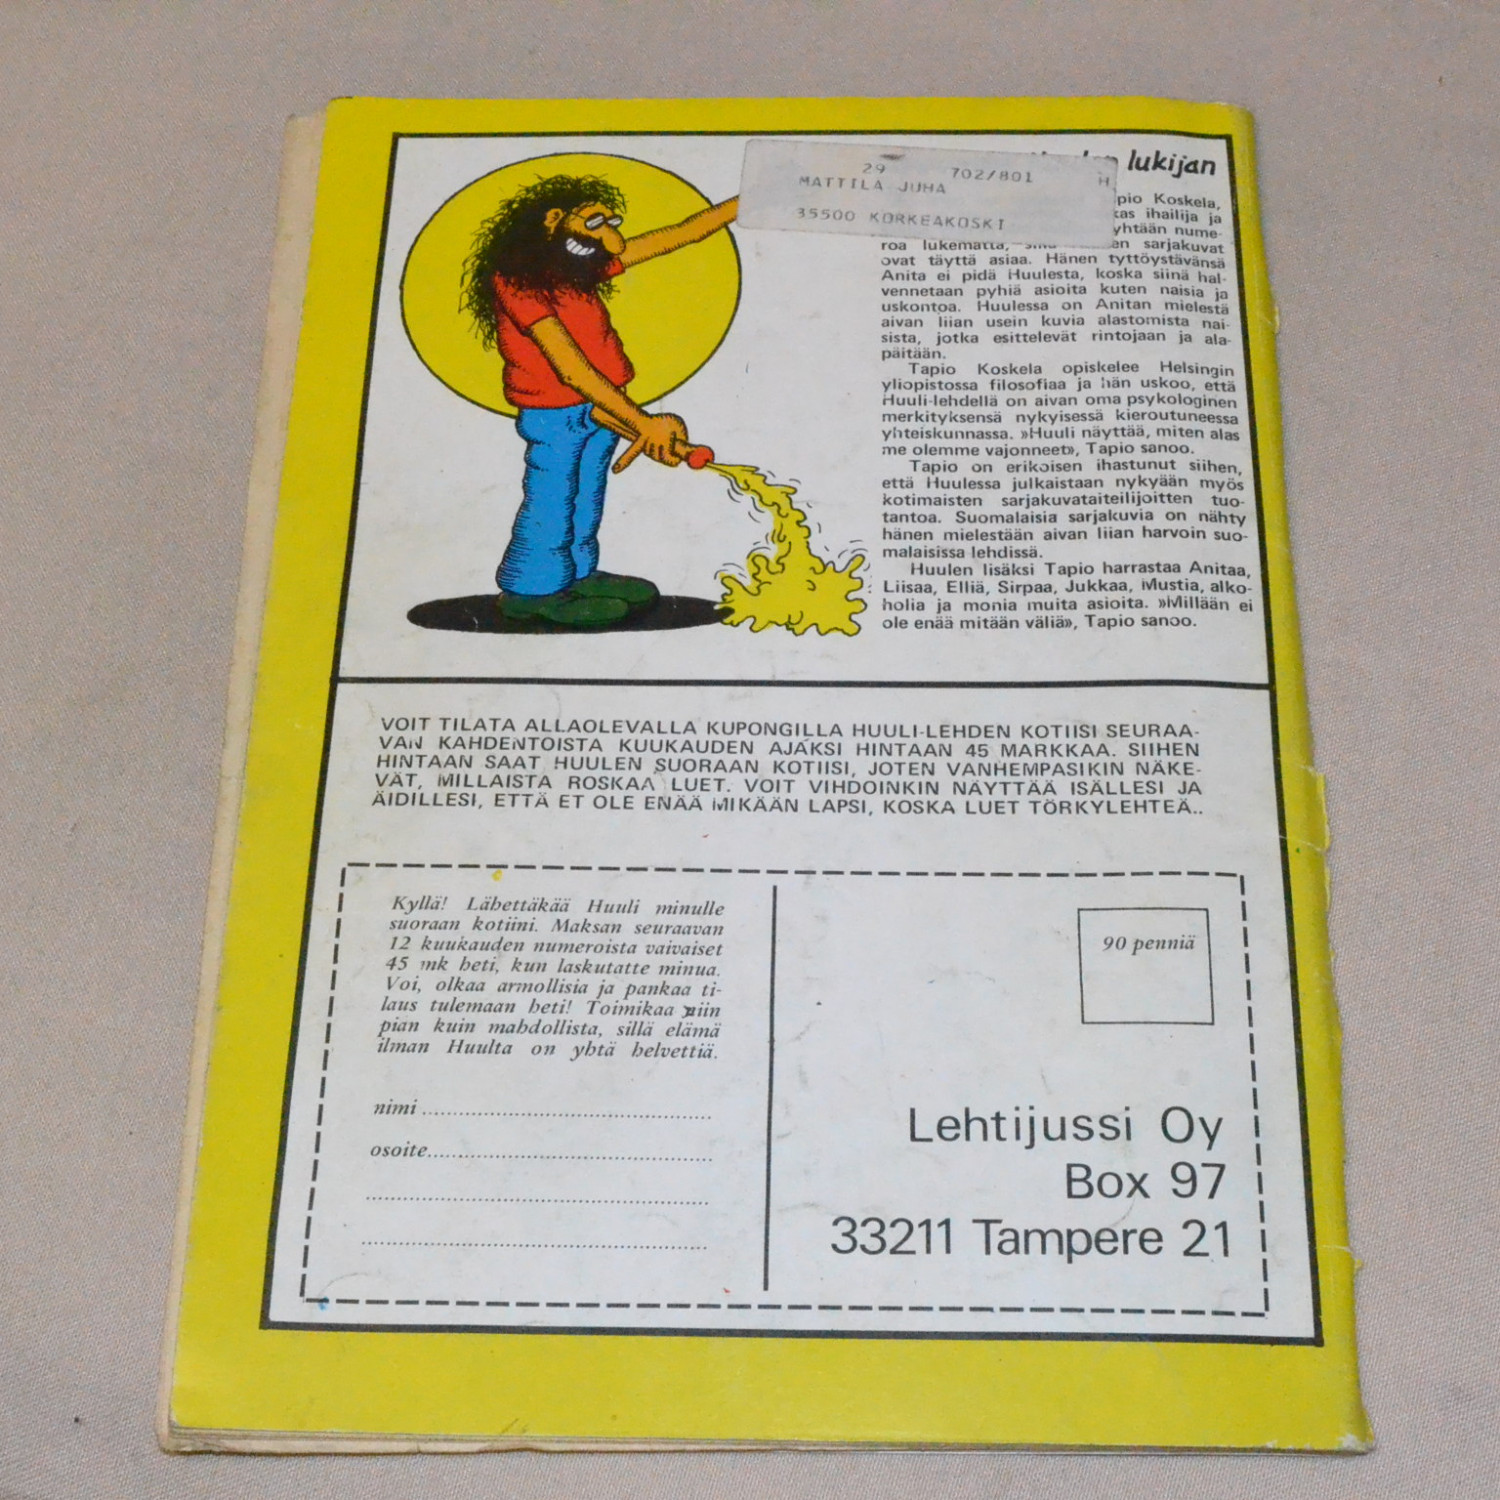 lukijan
29 702/801 H
MATTILA JUHA
35500 KORKEAKOSKI
pio Koskela,
kas ihailija ja
yhtään nume-
roa lukematta, en sarjakuvat
ovat täyttä asiaa. Hänen tyttöystävänsä
Anita ei pidä Huulesta, koska siinä hal-
vennetaan pyhiä asioita kuten naisia ja
uskontoa. Huulessa on Anitan mielestä
aivan liian usein kuvia alastomista nai-
sista, jotka esittelevät rintojaan ja ala-
päitään.
Tapio Koskela opiskelee Helsingin
yliopistossa filosofiaa ja hän uskoo, että
Huuli-lehdellä on aivan oma psykologinen
merkityksensä nykyisessä kieroutuneessa
yhteiskunnassa. »Huuli näyttää, miten alas
me olemme vajonneet», Tapio sanoo.
Tapio on erikoisen ihastunut siihen,
että Huulessa julkaistaan nykyään myös
kotimaisten sarjakuvataiteilijoitten tuo-
tantoa. Suomalaisia sarjakuvia on nähty
hänen mielestään aivan liian harvoin suo-
malaisissa lehdissä.
Huulen lisäksi Tapio harrastaa Anitaa,
Liisaa, Elliä, Sirpaa, Jukkaa, Mustia, alko-
holia ja monia muita asioita. »Millään ei
ole enää mitään väliä», Tapio sanoo.
VOIT TILATA ALLAOLEVALLA KUPONGILLA HUULI-LEHDEN KOTIISI SEURAA-
VAN KAHDENTOISTA KUUKAUDEN AJAKSI HINTAAN 45 MARKKAA. SIIHEN
HINTAAN SAAT HUULEN SUORAAN KOTIISI, JOTEN VANHEMPASIKIN NÄKE-
VÄT, MILLAISTA ROSKAA LUET. VOIT VIHDOINKIN NÄYTTÄÄ ISÄLLESI JA
ÄIDILLESI, ETTÄ ET OLE ENÄÄ MIKÄÄN LAPSI, KOSKA LUET TÖRKYLEHTEÄ..
Kyllä! Lähettäkää Huuli minulle
suoraan kotiini. Maksan seuraavan
12 kuukauden numeroista vaivaiset
45 mk heti, kun laskutatte minua.
Voi, olkaa armollisia ja pankaa ti-
laus tulemaan heti! Toimikaa niin
pian kuin mahdollista, sillä elämä
ilman Huulta on yhtä helvettiä.
nimi
osoite
90 penniä
Lehtijussi Oy
Box 97
33211 Tampere 21